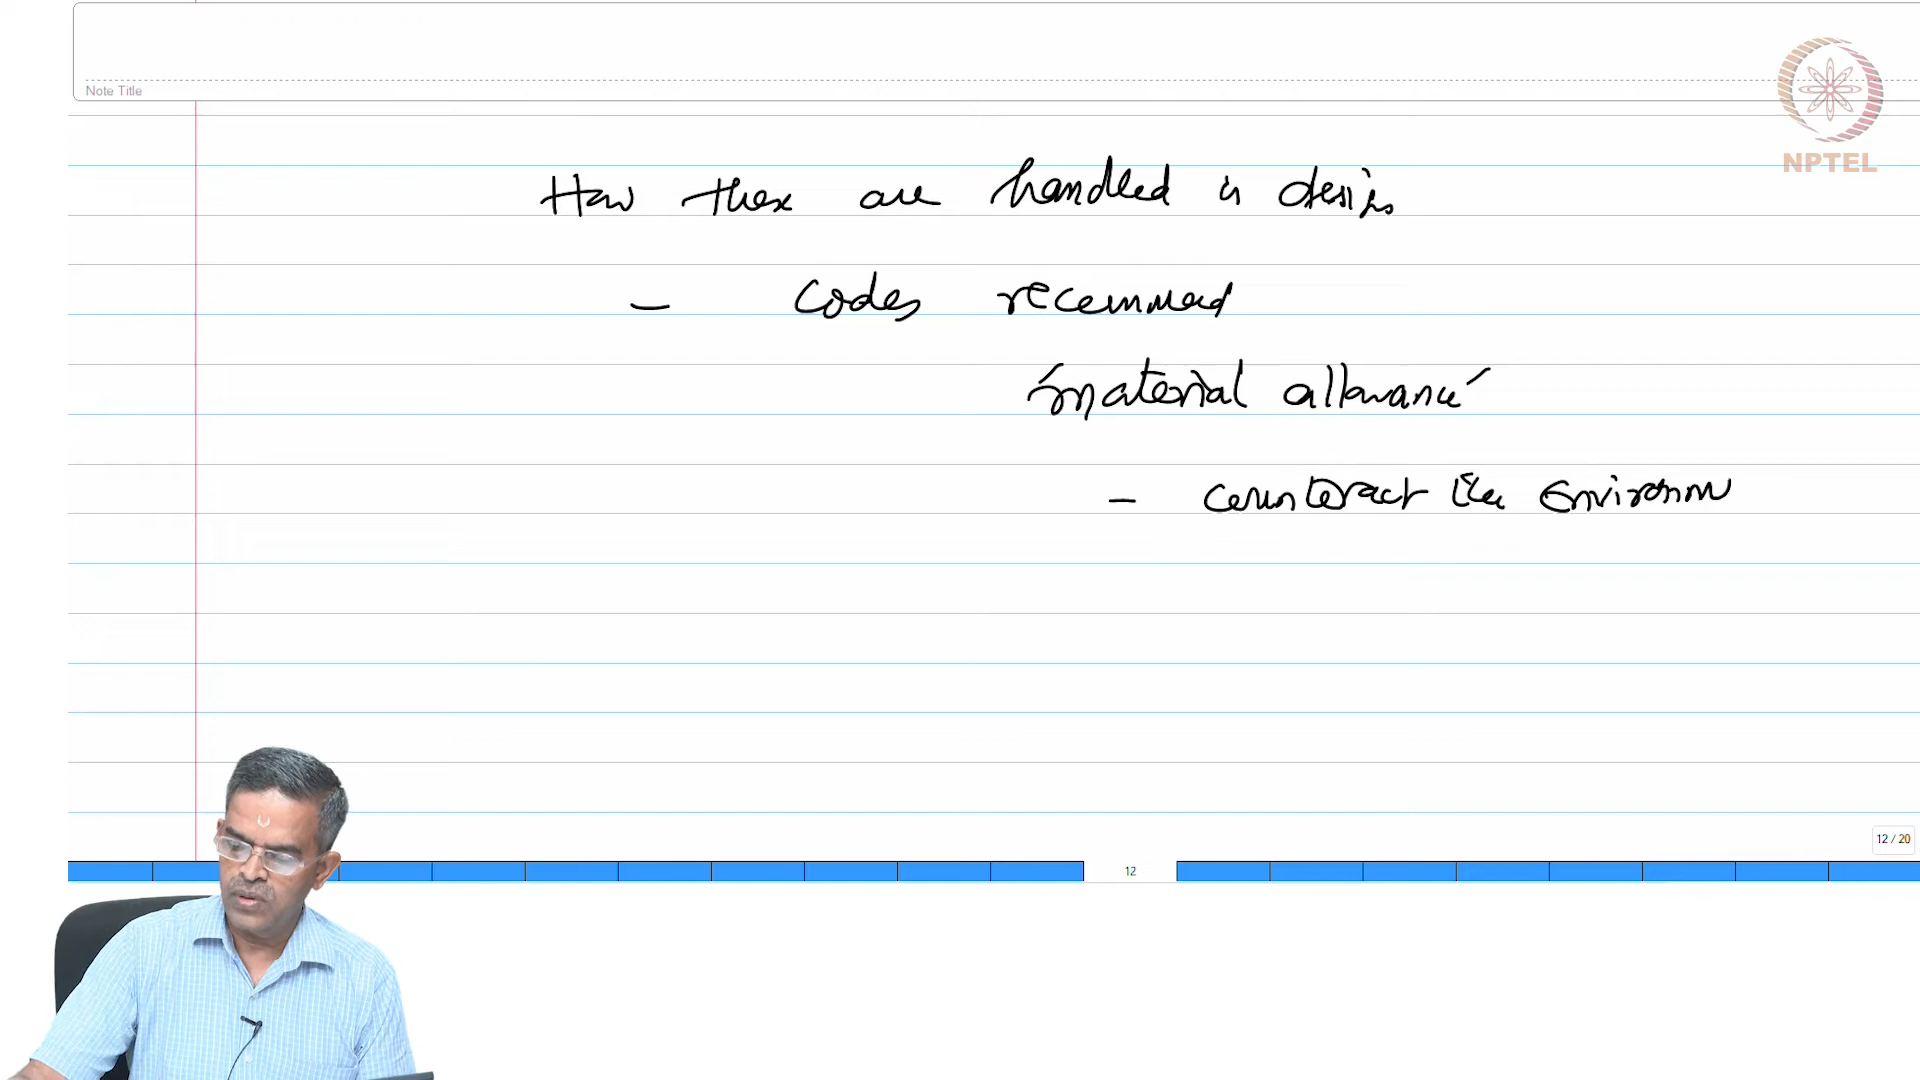 Note Title
NPTEL
How these are handled in design
- Codes recommend
'material allowance'
- counteract the Environm
12 / 20
12